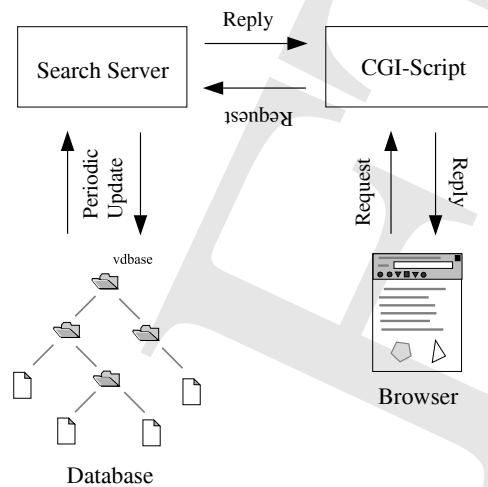 Reply
Search Server
CGI-Script
Request
Periodic
Update
Request
Reply
vdbase
Browser
Database